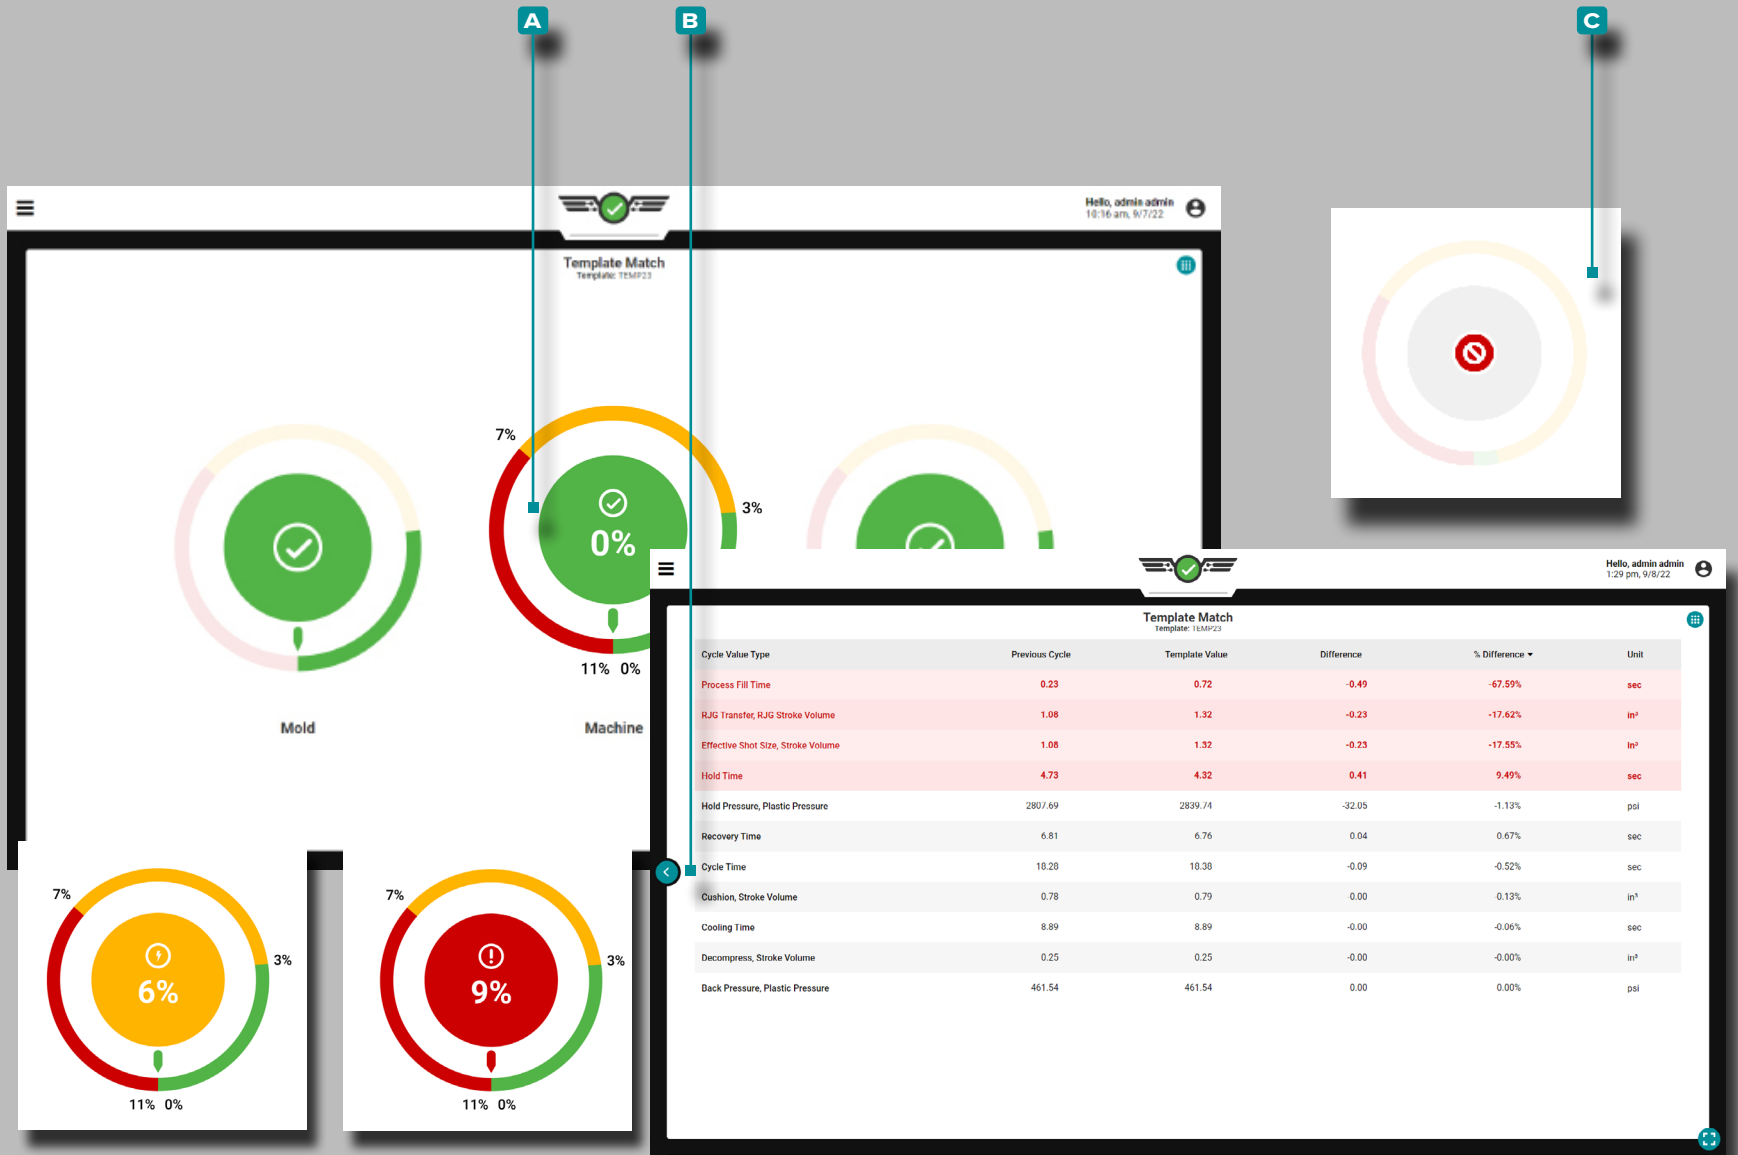 A
B
C
Hello, admin admin
10:16 am, 9/7/22
Template Match
Template: TEMP23
7%
3%
0%
11% 0%
Mold
Machine
Hello, admin admin
1:29 pm, 9/8/22
Template Match
Template: TEMP23
Cycle Value Type Previous Cycle Template Value Difference % Difference Unit
Process Fill Time 0.23 0.72 -0.49 -67.59% sec
RJG Transfer, RJG Stroke Volume 1.08 1.32 -0.23 -17.62% in³
Effective Shot Size, Stroke Volume 1.08 1.32 -0.23 -17.55% in³
Hold Time 4.73 4.32 0.41 9.49% sec
Hold Pressure, Plastic Pressure 2807.69 2839.74 -32.05 -1.13% psi
Recovery Time 6.81 6.76 0.04 0.67% sec
Cycle Time 18.28 18.38 -0.09 -0.52% sec
Cushion, Stroke Volume 0.78 0.79 -0.00 -0.13% in³
Cooling Time 8.89 8.89 -0.00 -0.06% sec
Decompress, Stroke Volume 0.25 0.25 -0.00 -0.00% in³
Back Pressure, Plastic Pressure 461.54 461.54 0.00 0.00% psi
7%
3%
6%
11% 0%
7%
3%
9%
11% 0%